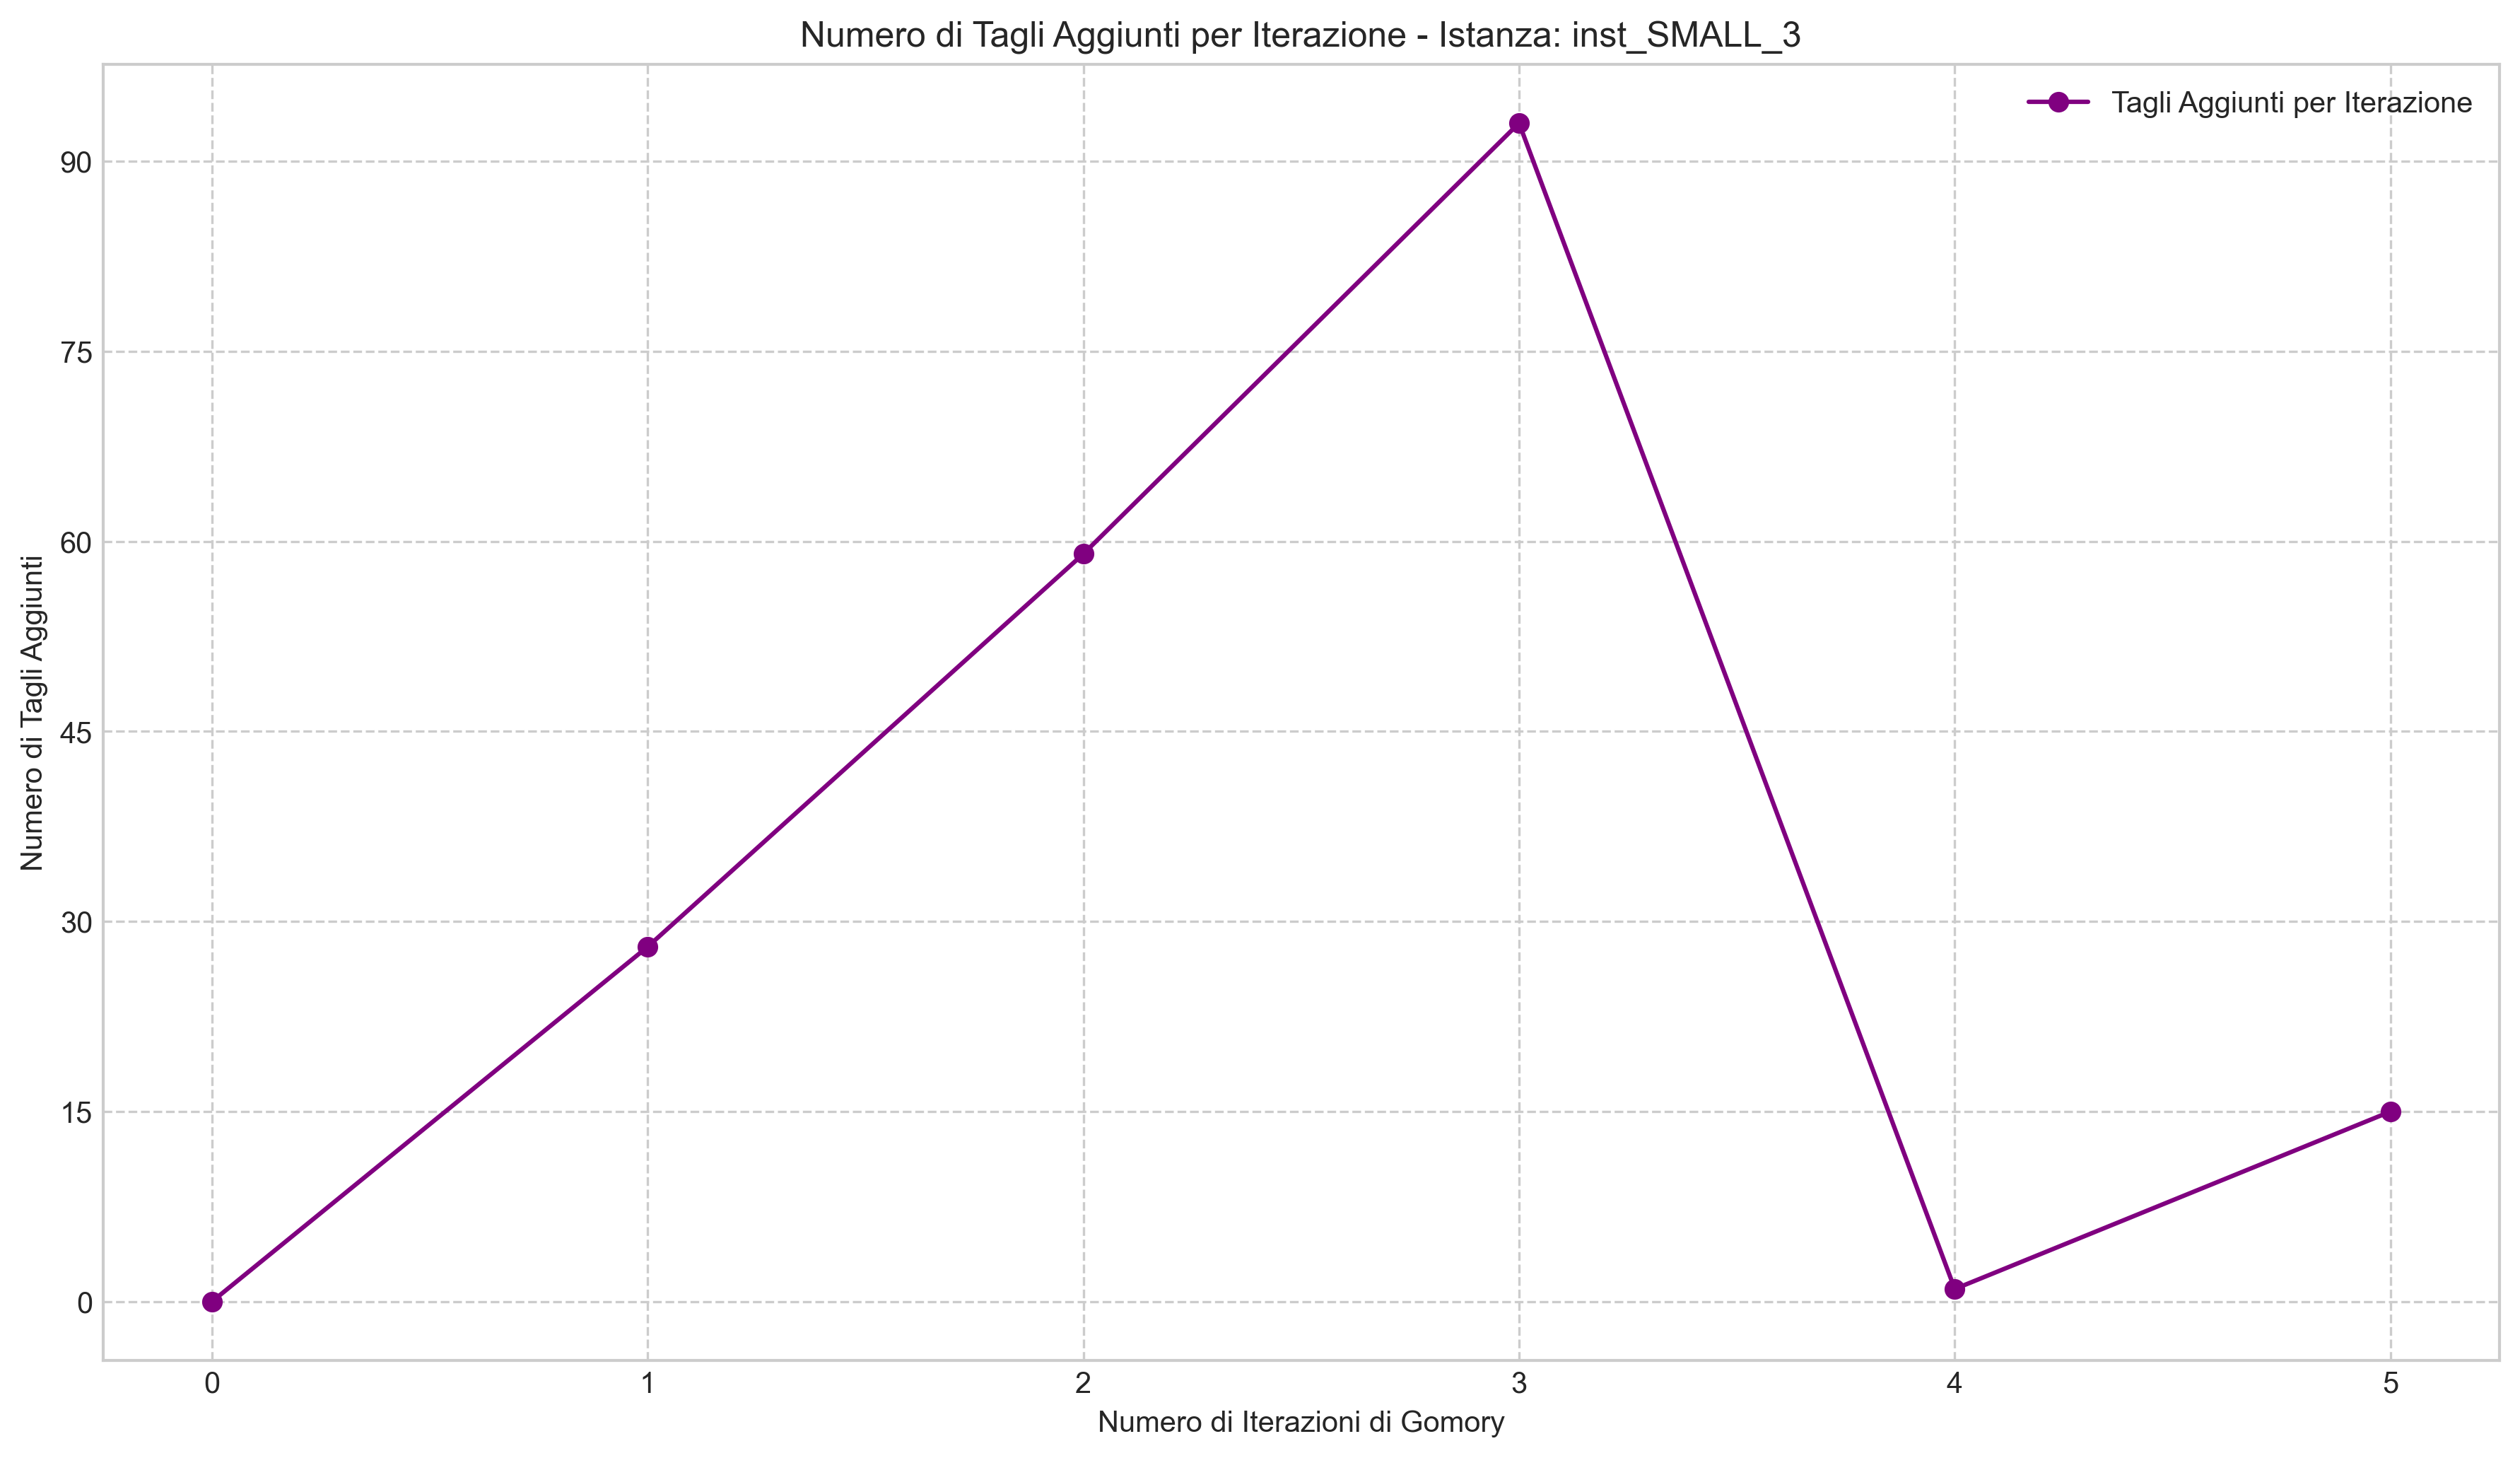 Numero di Tagli Aggiunti per Iterazione - Istanza: inst_SMALL_3
Tagli Aggiunti per Iterazione
Numero di Tagli Aggiunti
90
75
60
45
30
15
0
0 1 2 3 4 5
Numero di Iterazioni di Gomory